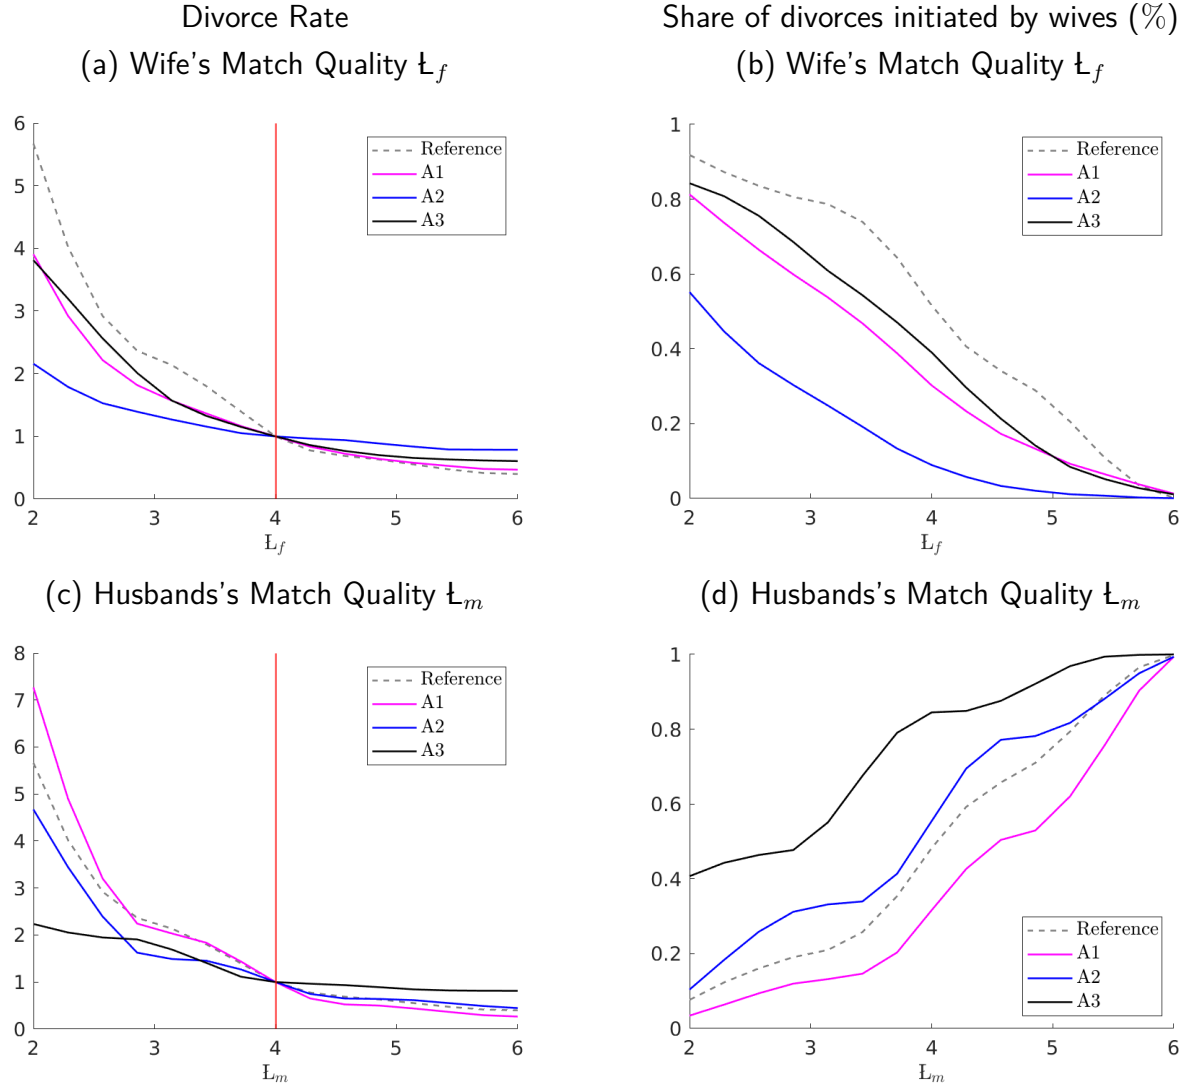 Divorce Rate
Share of divorces initiated by wives (%)
(a) Wife's Match Quality Ł_f
(b) Wife's Match Quality Ł_f
6
5
4
3
2
1
0
2
3
4
5
6
Ł_f
Reference
A1
A2
A3
1
0.8
0.6
0.4
0.2
0
2
3
4
5
6
Ł_f
Reference
A1
A2
A3
(c) Husbands's Match Quality Ł_m
(d) Husbands's Match Quality Ł_m
8
7
6
5
4
3
2
1
0
2
3
4
5
6
Ł_m
Reference
A1
A2
A3
1
0.8
0.6
0.4
0.2
0
2
3
4
5
6
Ł_m
Reference
A1
A2
A3